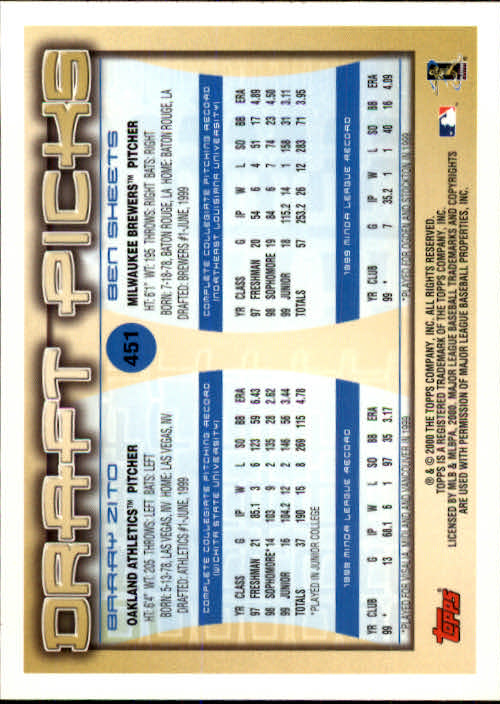 DRAFT PICKS
451
BARRY ZITO
OAKLAND ATHLETICS™ PITCHER
HT: 6'4" WT: 205 THROWS: LEFT BATS: LEFT
BORN: 5-13-78, LAS VEGAS, NV HOME: LAS VEGAS, NV
DRAFTED: ATHLETICS #1-JUNE, 1999
COMPLETE COLLEGIATE PITCHING RECORD
(WICHITA STATE UNIVERSITY)
YR CLASS G IP W L SO BB ERA
97 FRESHMAN 21 85.1 3 6 123 59 6.43
98 SOPHOMORE* 14 103 9 2 135 28 2.62
99 JUNIOR 16 104.2 12 2 146 56 3.44
TOTALS 37 190 15 8 269 115 4.78
*PLAYED IN JUNIOR COLLEGE
1999 MINOR LEAGUE RECORD
YR CLUB G IP W L SO BB ERA
99 * 13 68.1 6 1 97 35 3.17
*PLAYED FOR VISALIA, MIDLAND AND VANCOUVER IN 1999
BEN SHEETS
MILWAUKEE BREWERS™ PITCHER
HT: 6'1" WT: 195 THROWS: RIGHT BATS: RIGHT
BORN: 7-18-78, BATON ROUGE, LA HOME: BATON ROUGE, LA
DRAFTED: BREWERS #1-JUNE, 1999
COMPLETE COLLEGIATE PITCHING RECORD
(NORTHEAST LOUISIANA UNIVERSITY)
YR CLASS G IP W L SO BB ERA
97 FRESHMAN 20 54 6 4 51 17 4.89
98 SOPHOMORE 19 84 6 7 74 23 4.50
99 JUNIOR 18 115.2 14 1 158 31 3.11
TOTALS 57 253.2 26 12 283 71 3.95
1999 MINOR LEAGUE RECORD
YR CLUB G IP W L SO BB ERA
99 * 7 35.2 1 1 40 16 4.09
*PLAYED FOR OGDEN AND STOCKTON IN 1999
Topps
® & © 2000 THE TOPPS COMPANY, INC. ALL RIGHTS RESERVED.
TOPPS IS A REGISTERED TRADEMARK OF THE TOPPS COMPANY, INC.
LICENSED BY MLB & MLBPA, 2000. MAJOR LEAGUE BASEBALL TRADEMARKS AND COPYRIGHTS
ARE USED WITH PERMISSION OF MAJOR LEAGUE BASEBALL PROPERTIES, INC.